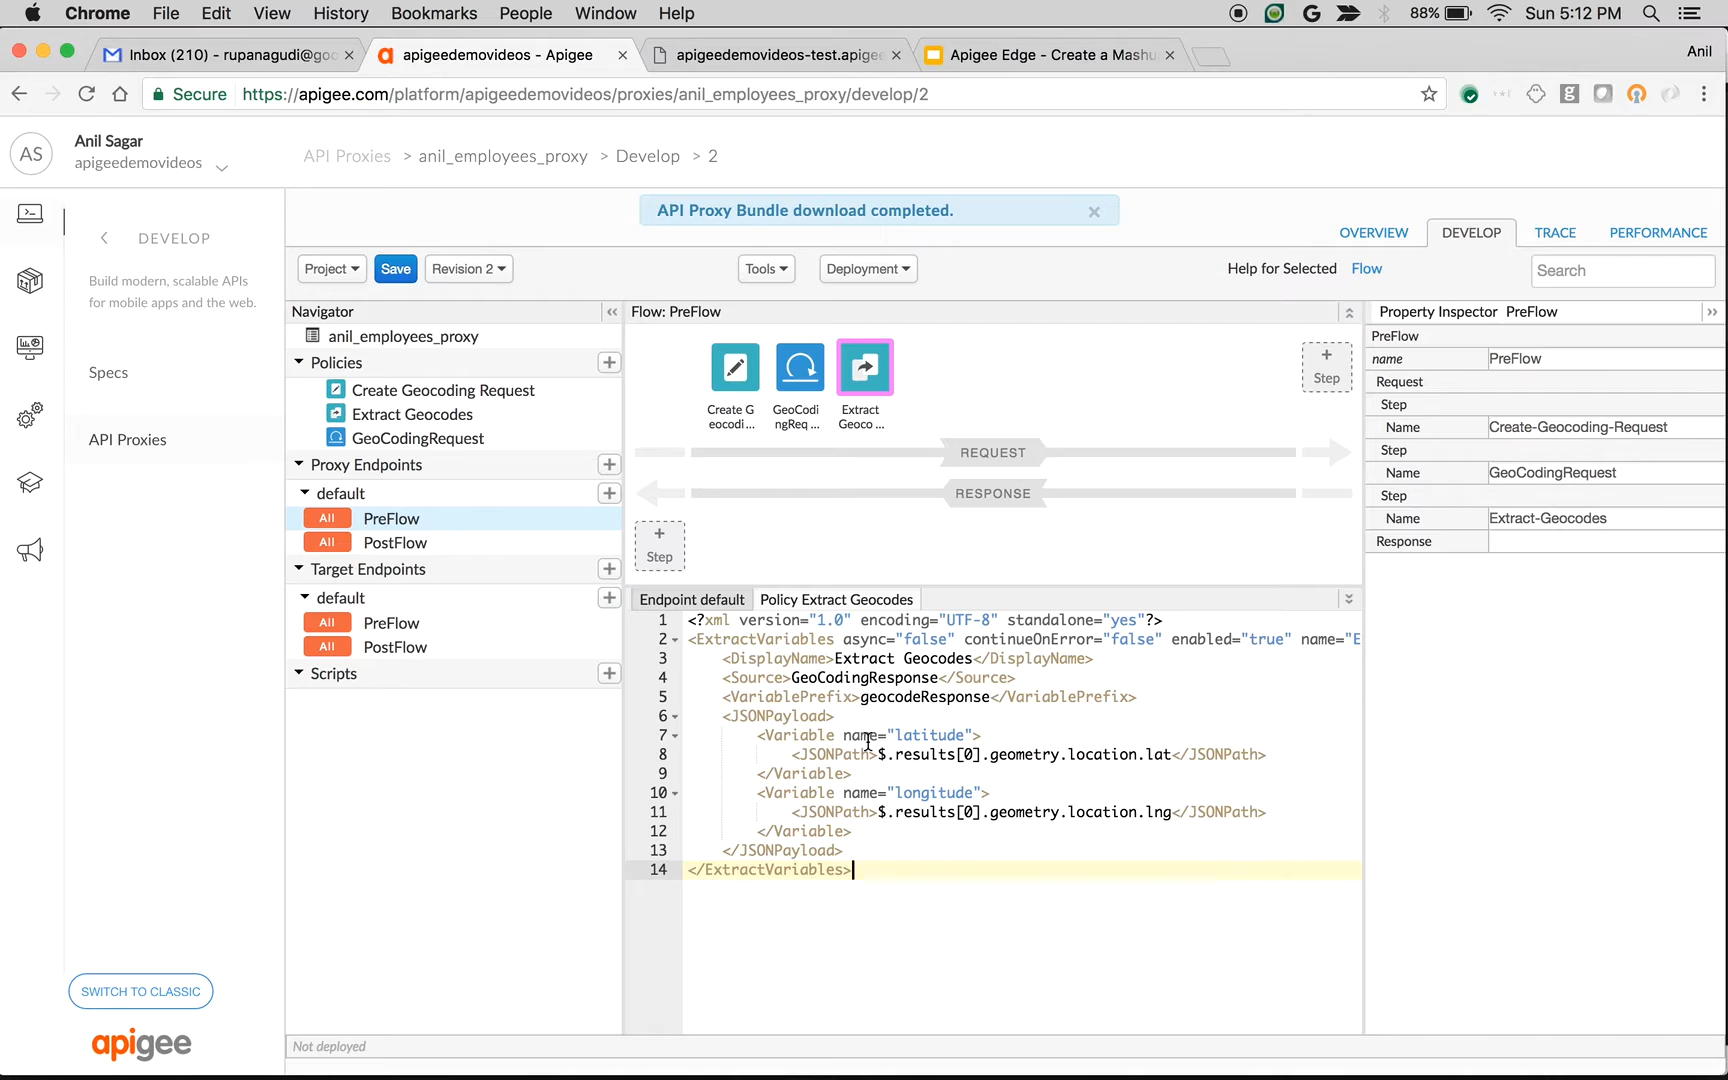 Chrome File Edit View History Bookmarks People Window Help 88% Sun 5:12 PM
Inbox (210) - rupanagudi@goo
apigeedemovideos - Apigee
apigeedemovideos-test.apigee
Apigee Edge - Create a Mashu
Anil
Secure https://apigee.com/platform/apigeedemovideos/proxies/anil_employees_proxy/develop/2
AS
Anil Sagar
apigeedemovideos
API Proxies > anil_employees_proxy > Develop > 2
API Proxy Bundle download completed.
DEVELOP
Build modern, scalable APIs
for mobile apps and the web.
Specs
API Proxies
SWITCH TO CLASSIC
apigee
OVERVIEW DEVELOP TRACE PERFORMANCE
Project Save Revision 2 Tools Deployment Help for Selected Flow Search
Navigator
anil_employees_proxy
Policies
Create Geocoding Request
Extract Geocodes
GeoCodingRequest
Proxy Endpoints
default
All PreFlow
All PostFlow
Target Endpoints
default
All PreFlow
All PostFlow
Scripts
Flow: PreFlow
Create G
eocodi ...
GeoCodi
ngReq ...
Extract
Geoco ...
+
Step
REQUEST
RESPONSE
+
Step
Endpoint default Policy Extract Geocodes
1 <?xml version="1.0" encoding="UTF-8" standalone="yes"?>
2 <ExtractVariables async="false" continueOnError="false" enabled="true" name="E
3 <DisplayName>Extract Geocodes</DisplayName>
4 <Source>GeoCodingResponse</Source>
5 <VariablePrefix>geocodeResponse</VariablePrefix>
6 <JSONPayload>
7 <Variable name="latitude">
8 <JSONPath>$.results[0].geometry.location.lat</JSONPath>
9 </Variable>
10 <Variable name="longitude">
11 <JSONPath>$.results[0].geometry.location.lng</JSONPath>
12 </Variable>
13 </JSONPayload>
14 </ExtractVariables>
Property Inspector PreFlow
PreFlow
name PreFlow
Request
Step
Name Create-Geocoding-Request
Step
Name GeoCodingRequest
Step
Name Extract-Geocodes
Response
Not deployed